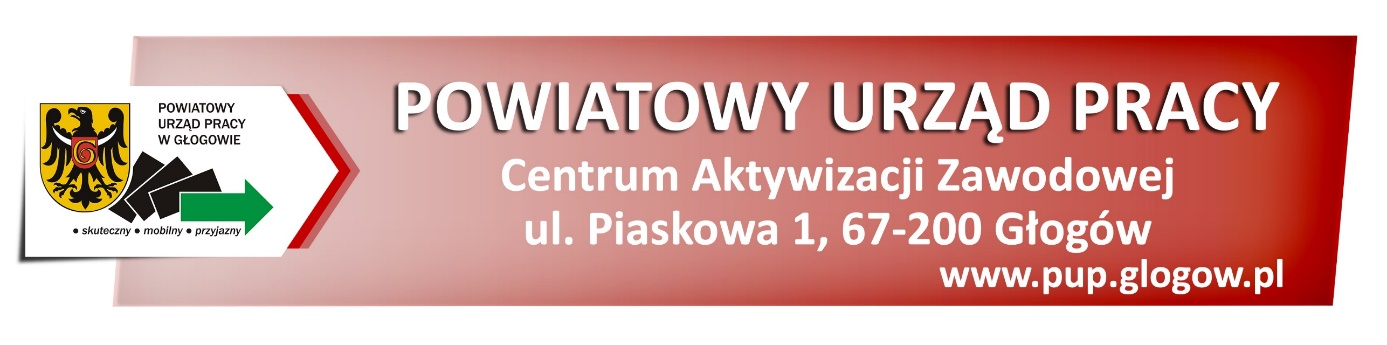 POWIATOWY
URZĄD PRACY
W GŁOGOWIE
• skuteczny • mobilny • przyjazny
POWIATOWY URZĄD PRACY
Centrum Aktywizacji Zawodowej
ul. Piaskowa 1, 67-200 Głogów
www.pup.glogow.pl